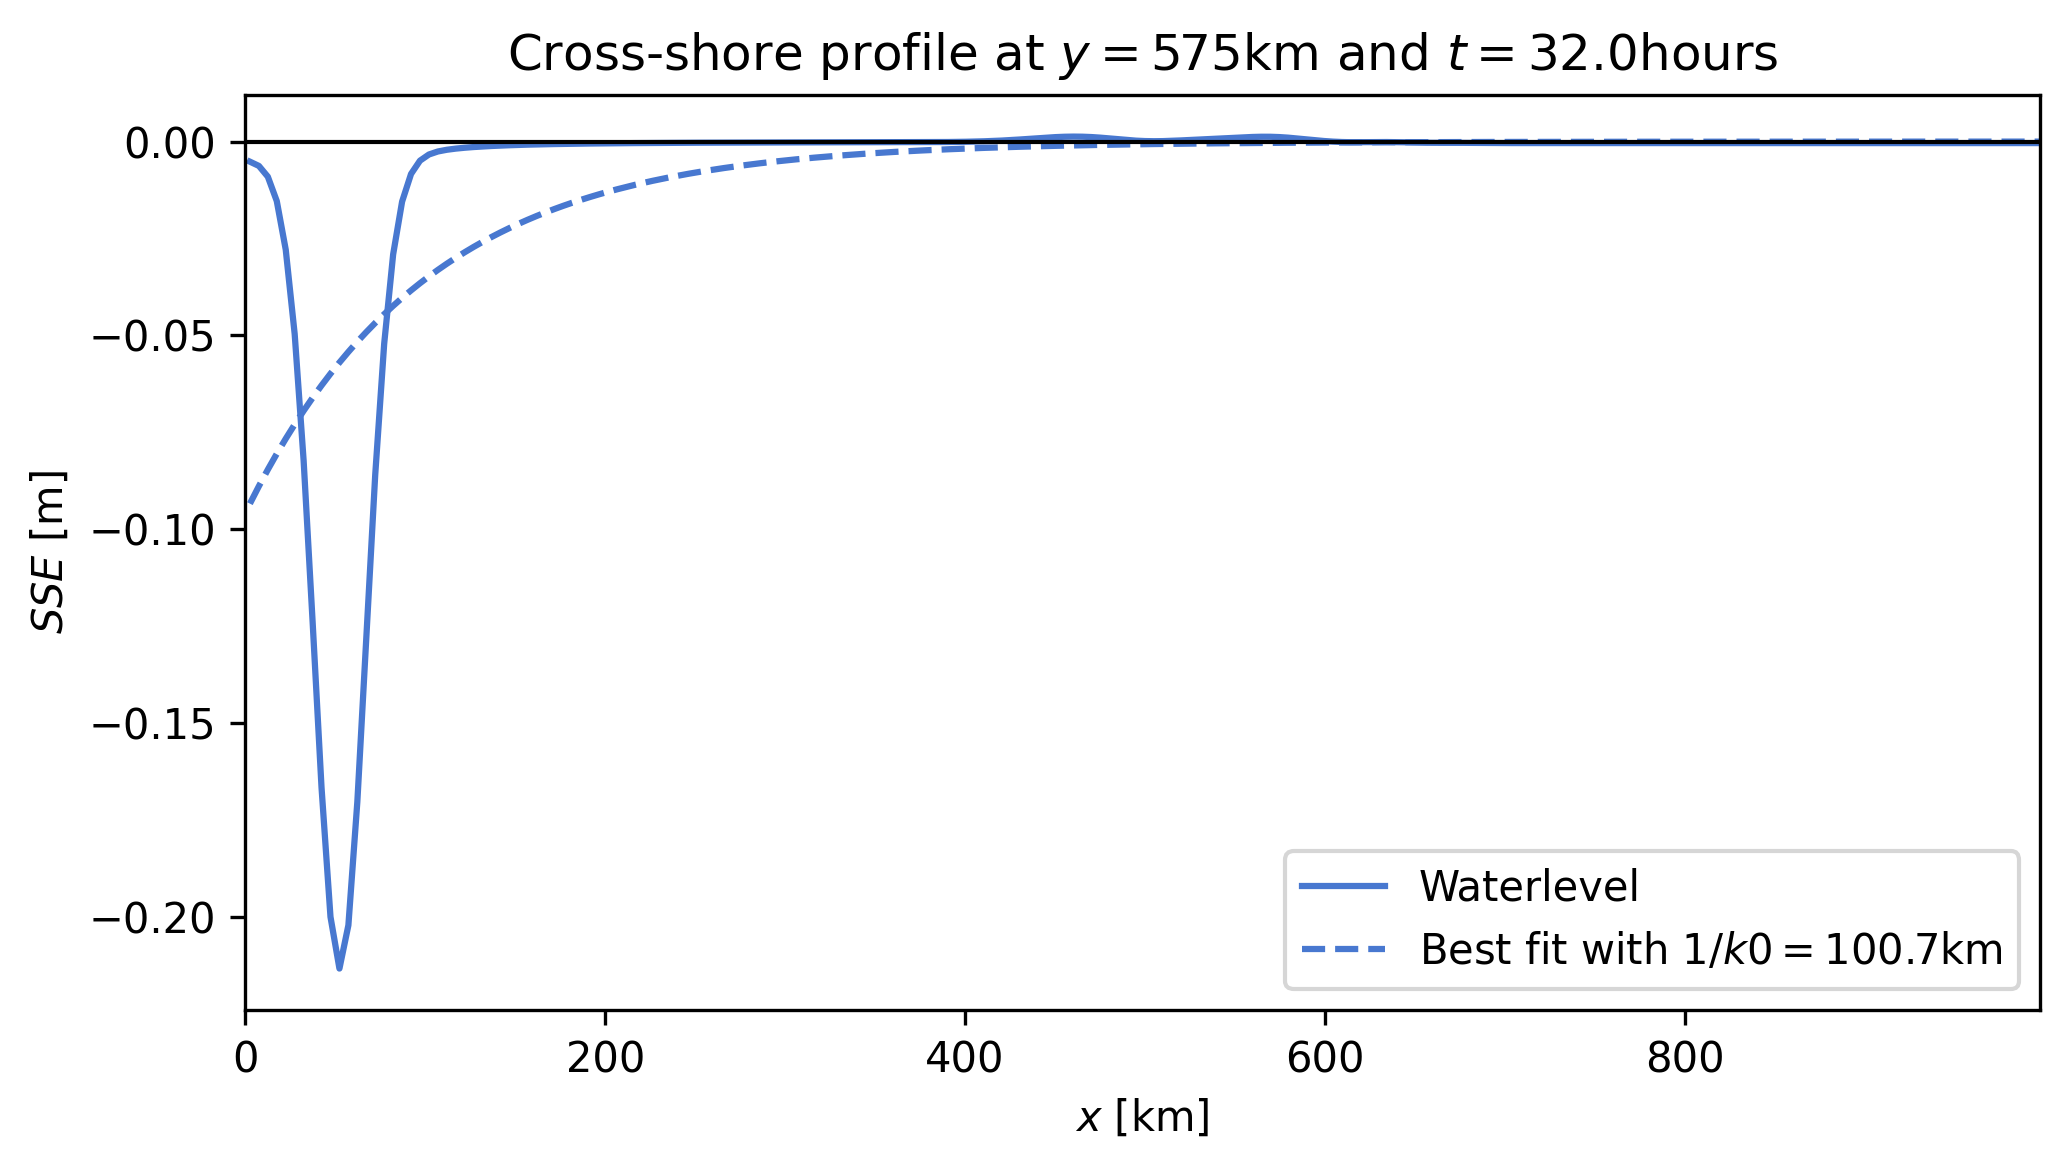 Cross-shore profile at y = 575km and t = 32.0hours
0.00
−0.05
−0.10
−0.15
−0.20
SSE [m]
Waterlevel
Best fit with 1/k0 = 100.7km
0 200 400 600 800
x [km]